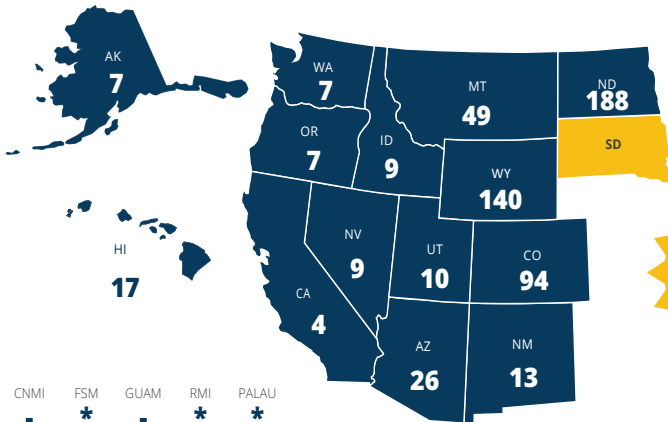 AK
7
WA
7
MT
49
ND
188
OR
7
ID
9
SD
WY
140
HI
17
NV
9
UT
10
CO
94
CA
4
AZ
26
NM
13
CNMI FSM GUAM RMI PALAU
- * - * *